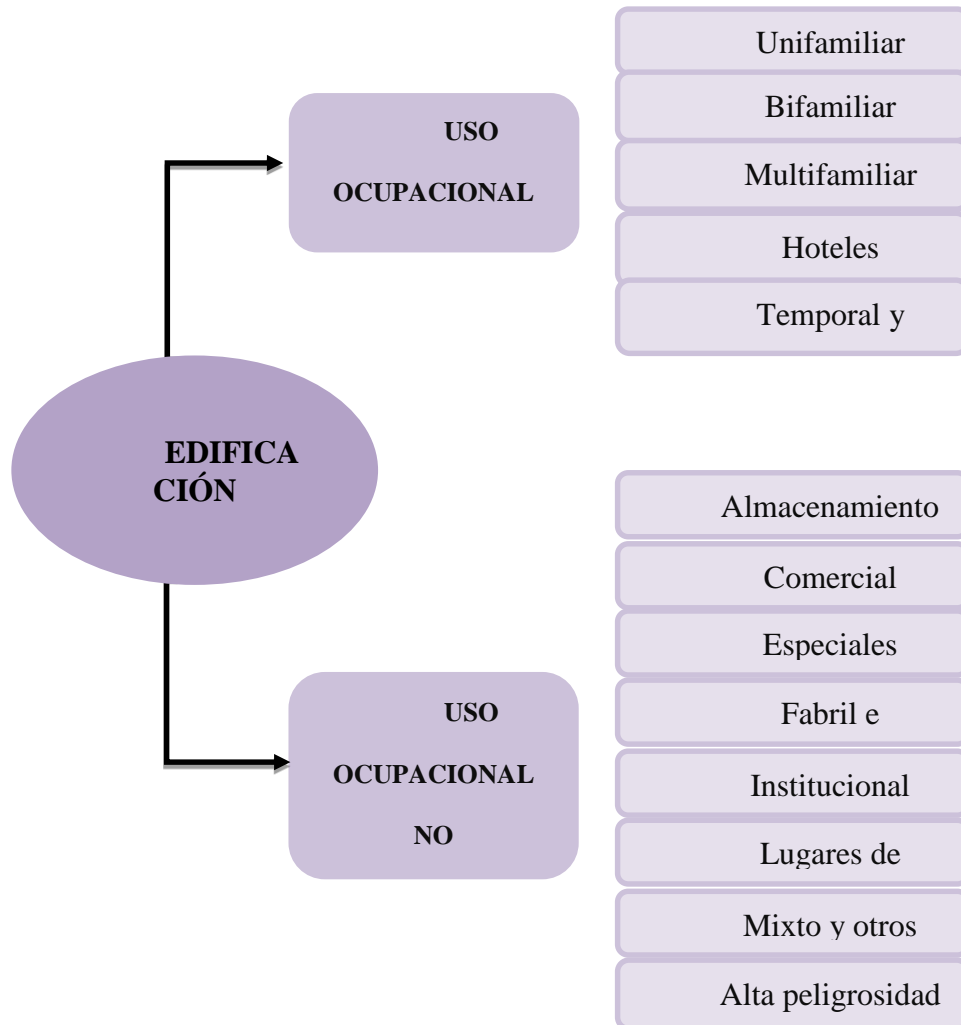 EDIFICA
CIÓN
USO
OCUPACIONAL
Unifamiliar
Bifamiliar
Multifamiliar
Hoteles
Temporal y
USO
OCUPACIONAL
NO
Almacenamiento
Comercial
Especiales
Fabril e
Institucional
Lugares de
Mixto y otros
Alta peligrosidad